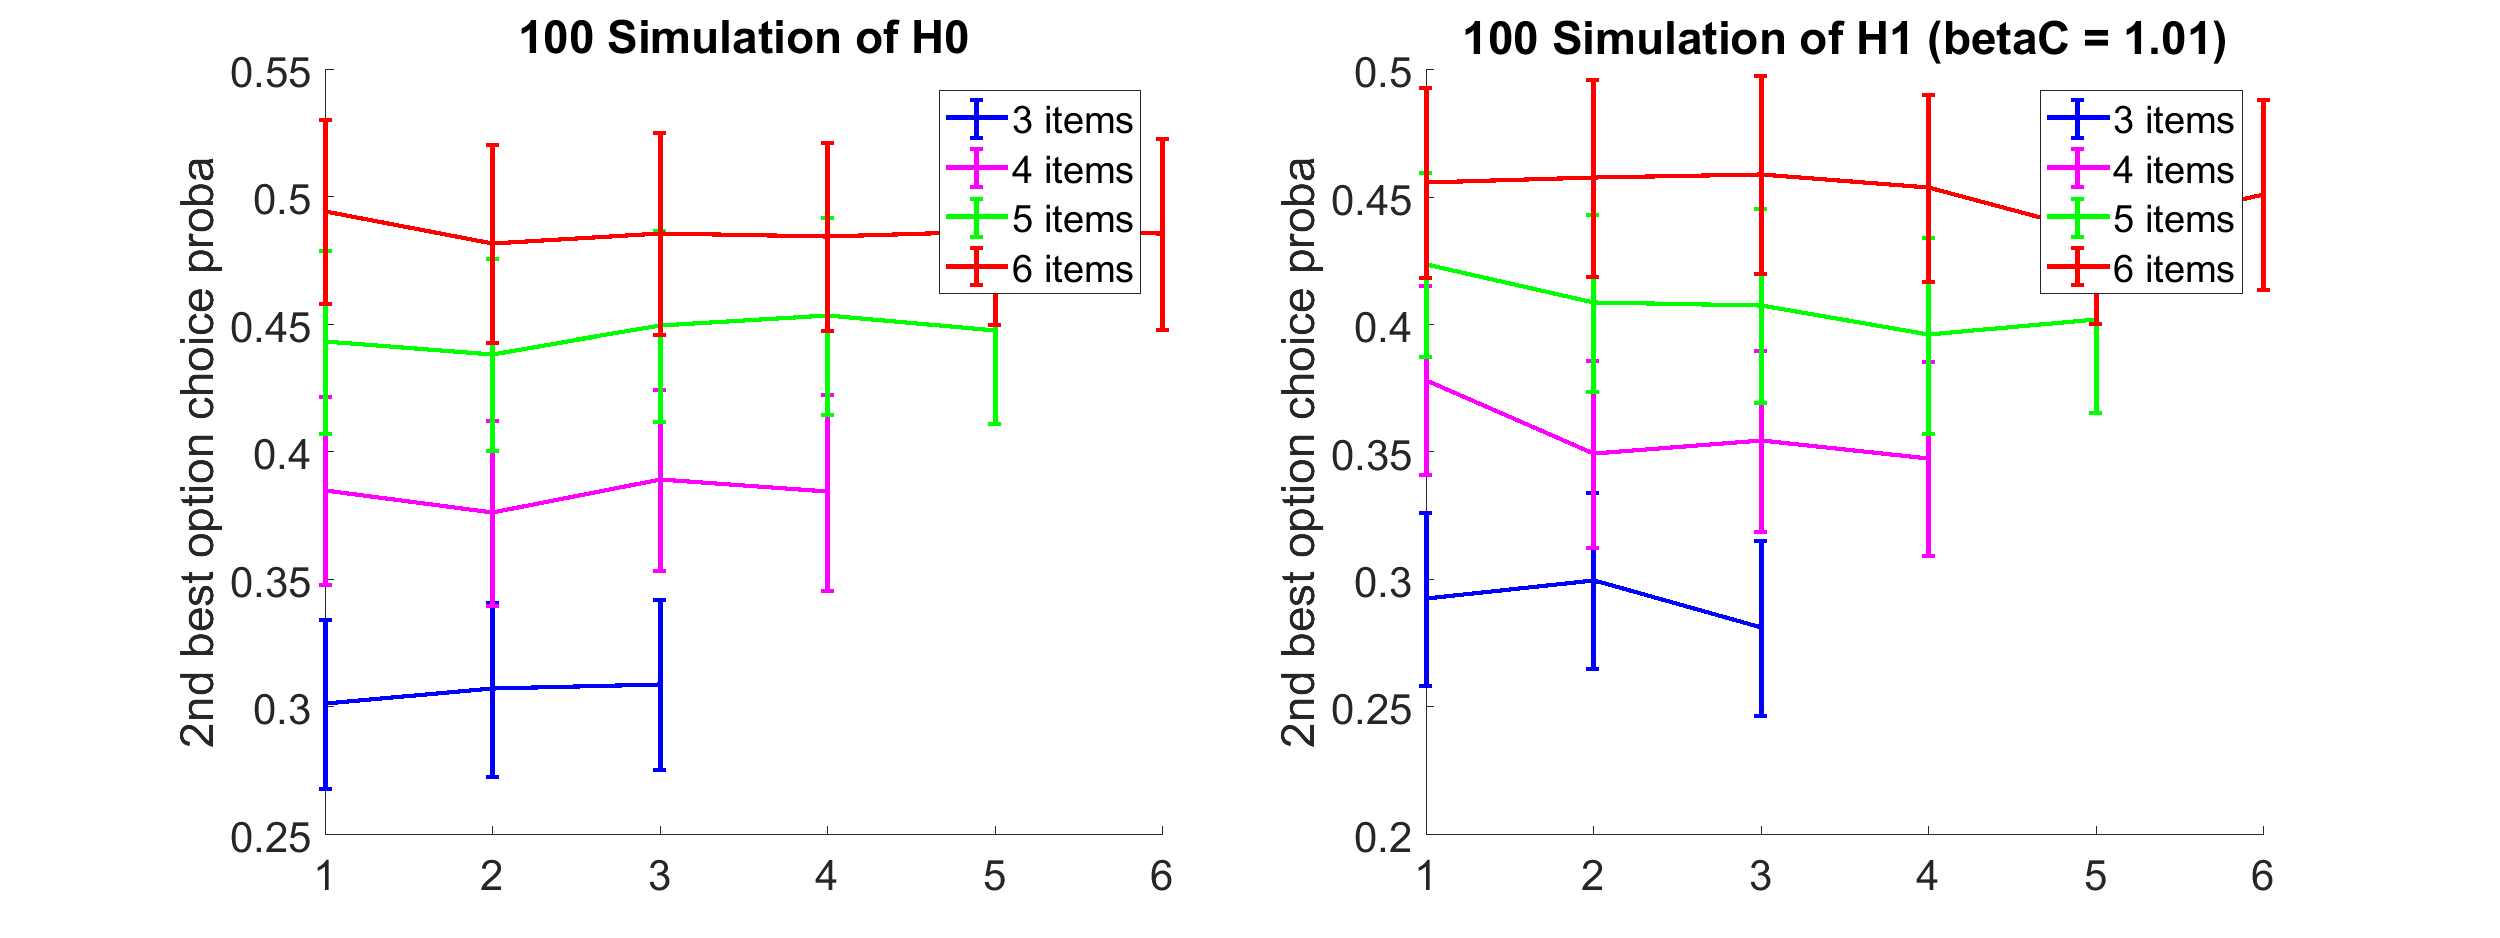 100 Simulation of H0
2nd best option choice proba
0.55
0.5
0.45
0.4
0.35
0.3
0.25
1 2 3 4 5 6
3 items
4 items
5 items
6 items
100 Simulation of H1 (betaC = 1.01)
2nd best option choice proba
0.5
0.45
0.4
0.35
0.3
0.25
0.2
1 2 3 4 5 6
3 items
4 items
5 items
6 items